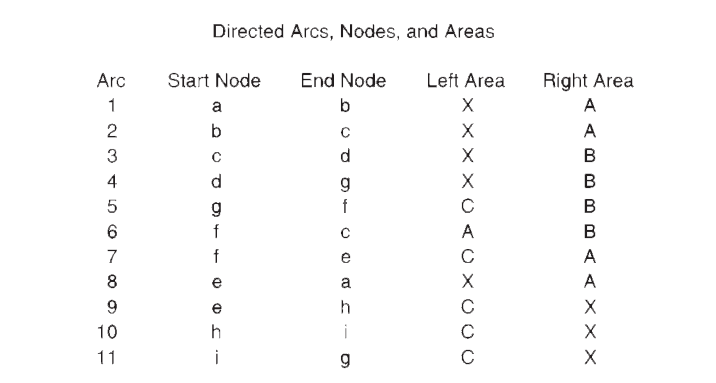 Directed Arcs, Nodes, and Areas
Arc Start Node End Node Left Area Right Area
1 a b X A
2 b c X A
3 c d X B
4 d g X B
5 g f C B
6 f c A B
7 f e C A
8 e a X A
9 e h C X
10 h i C X
11 i g C X